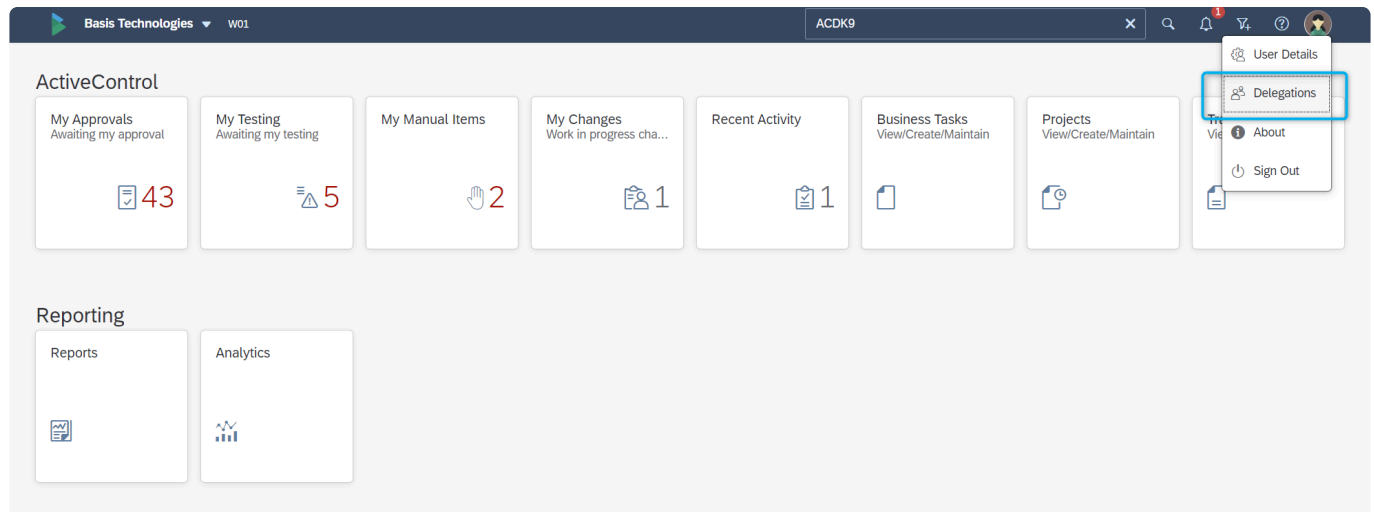 Basis Technologies W01 ACDK9 1
User Details
Delegations
About
Sign Out
ActiveControl
My Approvals
Awaiting my approval
43
My Testing
Awaiting my testing
5
My Manual Items
2
My Changes
Work in progress cha...
1
Recent Activity
1
Business Tasks
View/Create/Maintain
Projects
View/Create/Maintain
Reporting
Reports
Analytics